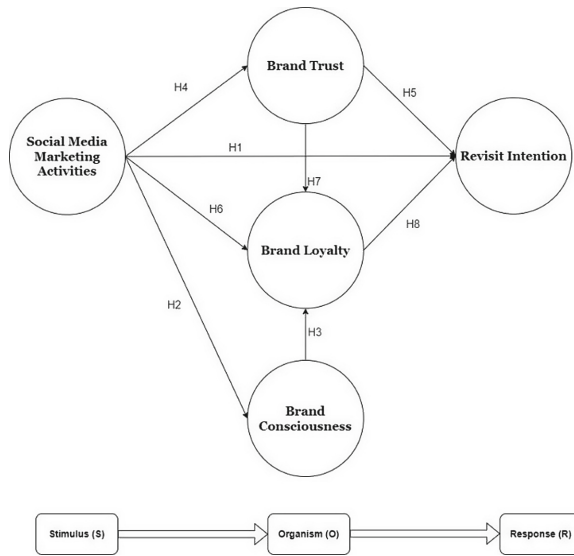 Brand Trust
H4
H5
Social Media
Marketing
Activities
H1
Revisit Intention
H7
H6
Brand Loyalty
H8
H2
H3
Brand
Consciousness
Stimulus (S)
Organism (O)
Response (R)